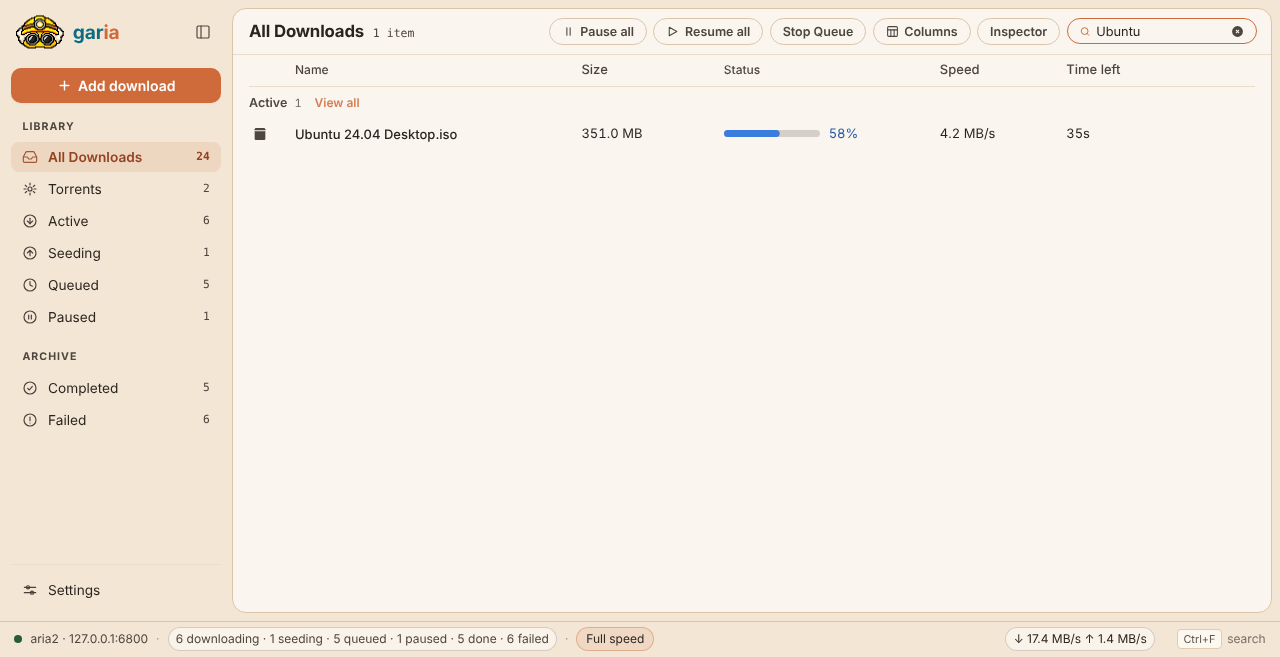 garia
All Downloads 1 item
Pause all
Resume all
Stop Queue
Columns
Inspector
Ubuntu
Add download
LIBRARY
All Downloads 24
Torrents 2
Active 6
Seeding 1
Queued 5
Paused 1
ARCHIVE
Completed 5
Failed 6
Settings
Name Size Status Speed Time left
Active 1 View all
Ubuntu 24.04 Desktop.iso 351.0 MB 58% 4.2 MB/s 35s
aria2 · 127.0.0.1:6800 · 6 downloading · 1 seeding · 5 queued · 1 paused · 5 done · 6 failed · Full speed ↓ 17.4 MB/s ↑ 1.4 MB/s Ctrl+F search